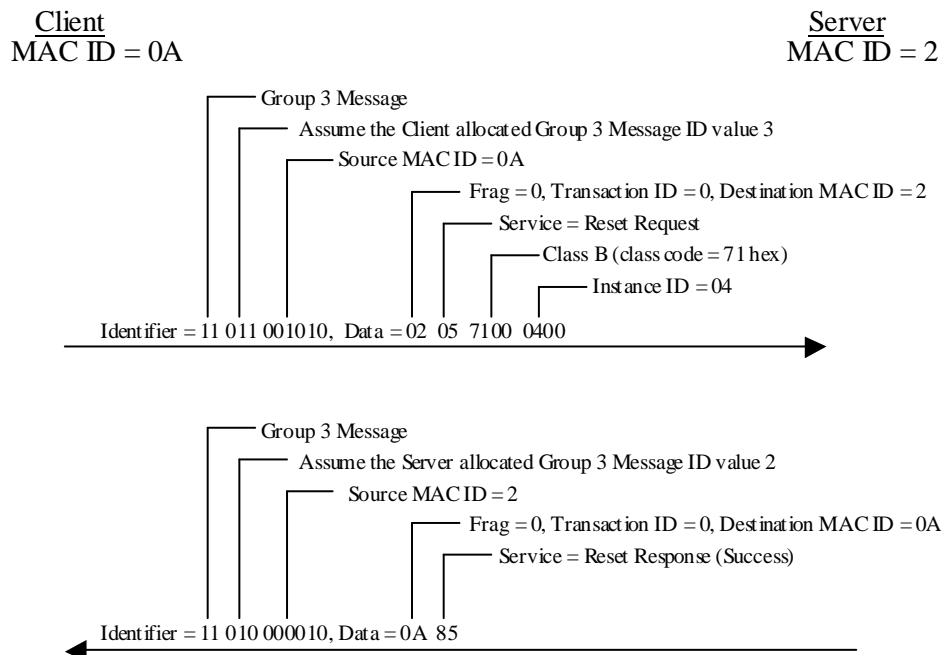 Client
MAC ID = 0A
Server
MAC ID = 2
Group 3 Message
Assume the Client allocated Group 3 Message ID value 3
Source MAC ID = 0A
Frag = 0, Transaction ID = 0, Destination MAC ID = 2
Service = Reset Request
Class B (class code = 71 hex)
Instance ID = 04
Identifier = 11 011 001010, Data = 02 05 7100 0400
Group 3 Message
Assume the Server allocated Group 3 Message ID value 2
Source MAC ID = 2
Frag = 0, Transaction ID = 0, Destination MAC ID = 0A
Service = Reset Response (Success)
Identifier = 11 010 000010, Data = 0A 85